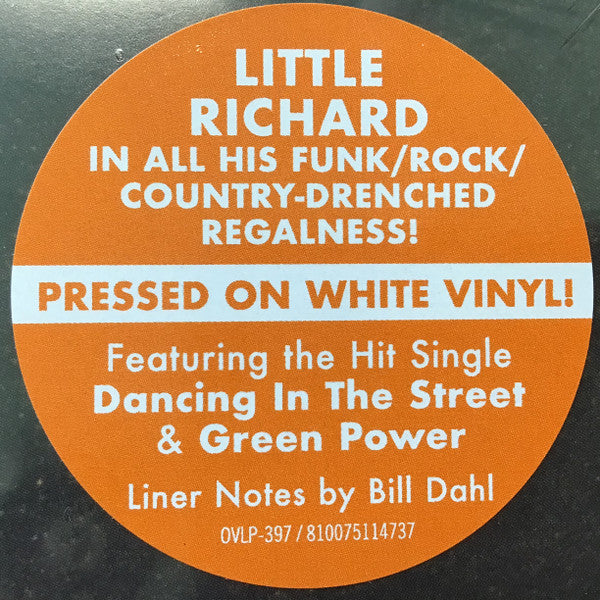 LITTLE
RICHARD
IN ALL HIS FUNK/ROCK/
COUNTRY-DRENCHED
REGALNESS!
PRESSED ON WHITE VINYL!
Featuring the Hit Single
Dancing In The Street
& Green Power
Liner Notes by Bill Dahl
OVLP-397 / 810075114737